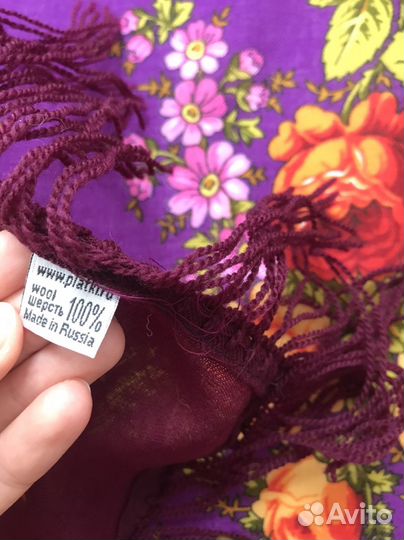 www.platki.ru
wool
шерсть 100%
Made in Russia
Avito